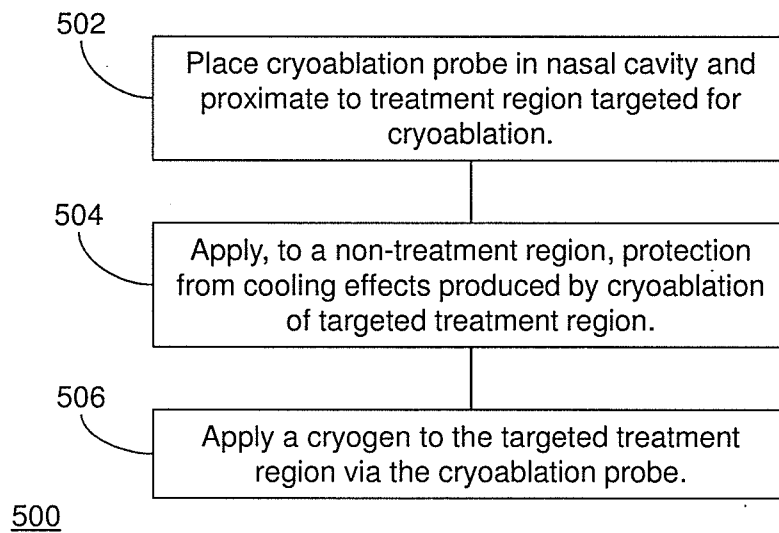 502
Place cryoablation probe in nasal cavity and
proximate to treatment region targeted for
cryoablation.
504
Apply, to a non-treatment region, protection
from cooling effects produced by cryoablation
of targeted treatment region.
506
Apply a cryogen to the targeted treatment
region via the cryoablation probe.
500